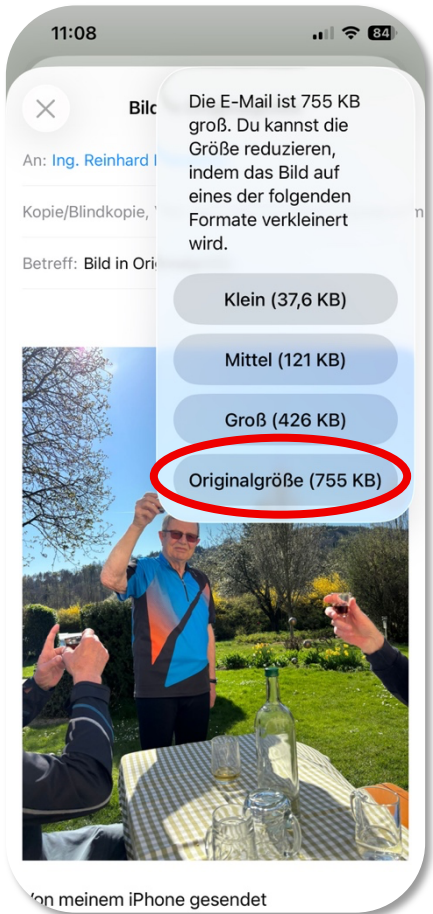 11:08
84
Bild
Die E-Mail ist 755 KB
groß. Du kannst die
Größe reduzieren,
indem das Bild auf
eines der folgenden
Formate verkleinert
wird.
An: Ing. Reinhard
Kopie/Blindkopie,
Betreff: Bild in
Klein (37,6 KB)
Mittel (121 KB)
Groß (426 KB)
Originalgröße (755 KB)
Von meinem iPhone gesendet